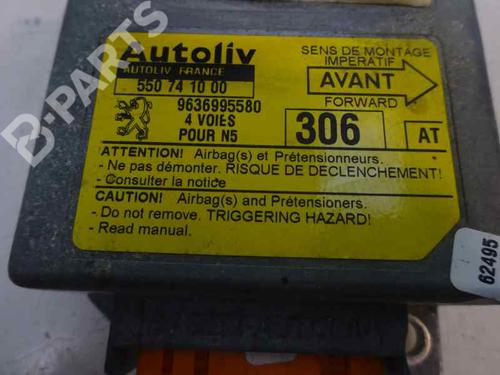 Autoliv
AUTOLIV FRANCE
550 74 10 00
9636995580
4 VOIES
POUR N5
SENS DE MONTAGE
IMPERATIF
AVANT
FORWARD
306
AT
ATTENTION! Airbag(s) et Prétensionneurs.
- Ne pas démonter. RISQUE DE DECLENCHEMENT!
- Consulter la notice
CAUTION! Airbag(s) and Pretensioners.
- Do not remove. TRIGGERING HAZARD!
- Read manual.
62495
B-PARTS